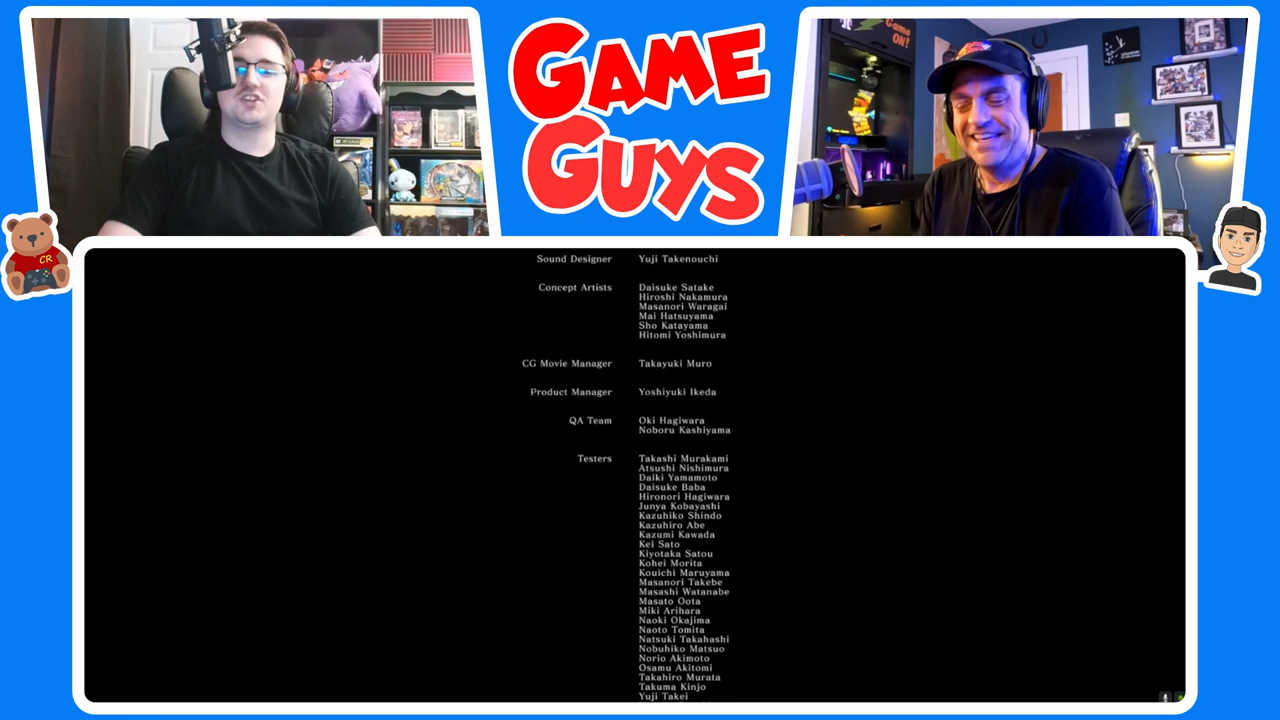 GAME
GUYS
Game
ON!
CR
Sound Designer Yuji Takenouchi
Concept Artists Daisuke Satake
Hiroshi Nakamura
Masanori Waragai
Mai Hatsuyama
Sho Katayama
Hitomi Yoshimura
CG Movie Manager Takayuki Muro
Product Manager Yoshiyuki Ikeda
QA Team Oki Hagiwara
Noboru Kashiyama
Testers Takashi Murakami
Atsushi Nishimura
Daiki Yamamoto
Daisuke Baba
Hironori Hagiwara
Junya Kobayashi
Kazuhiko Shindo
Kazuhiro Abe
Kazumi Kawada
Kei Sato
Kiyotaka Satou
Kohei Morita
Kouichi Maruyama
Masanori Takebe
Masashi Watanabe
Masato Oota
Miki Arihara
Naoki Okajima
Naoto Tomita
Natsuki Takahashi
Nobuhiko Matsuo
Norio Akimoto
Osamu Akitomi
Takahiro Murata
Takuma Kinjo
Yuji Takei